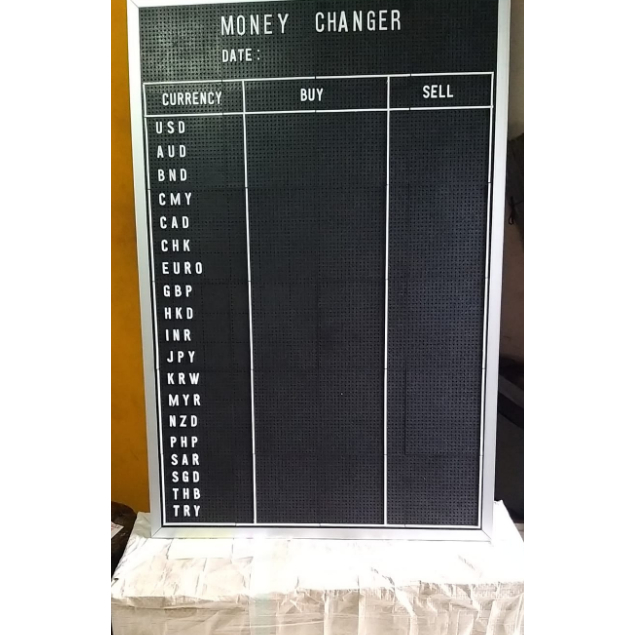 MONEY CHANGER
DATE:
CURRENCY BUY SELL
USD
AUD
BND
CMY
CAD
CHK
EURO
GBP
HKD
INR
JPY
KRW
MYR
NZD
PHP
SAR
SGD
THB
TRY